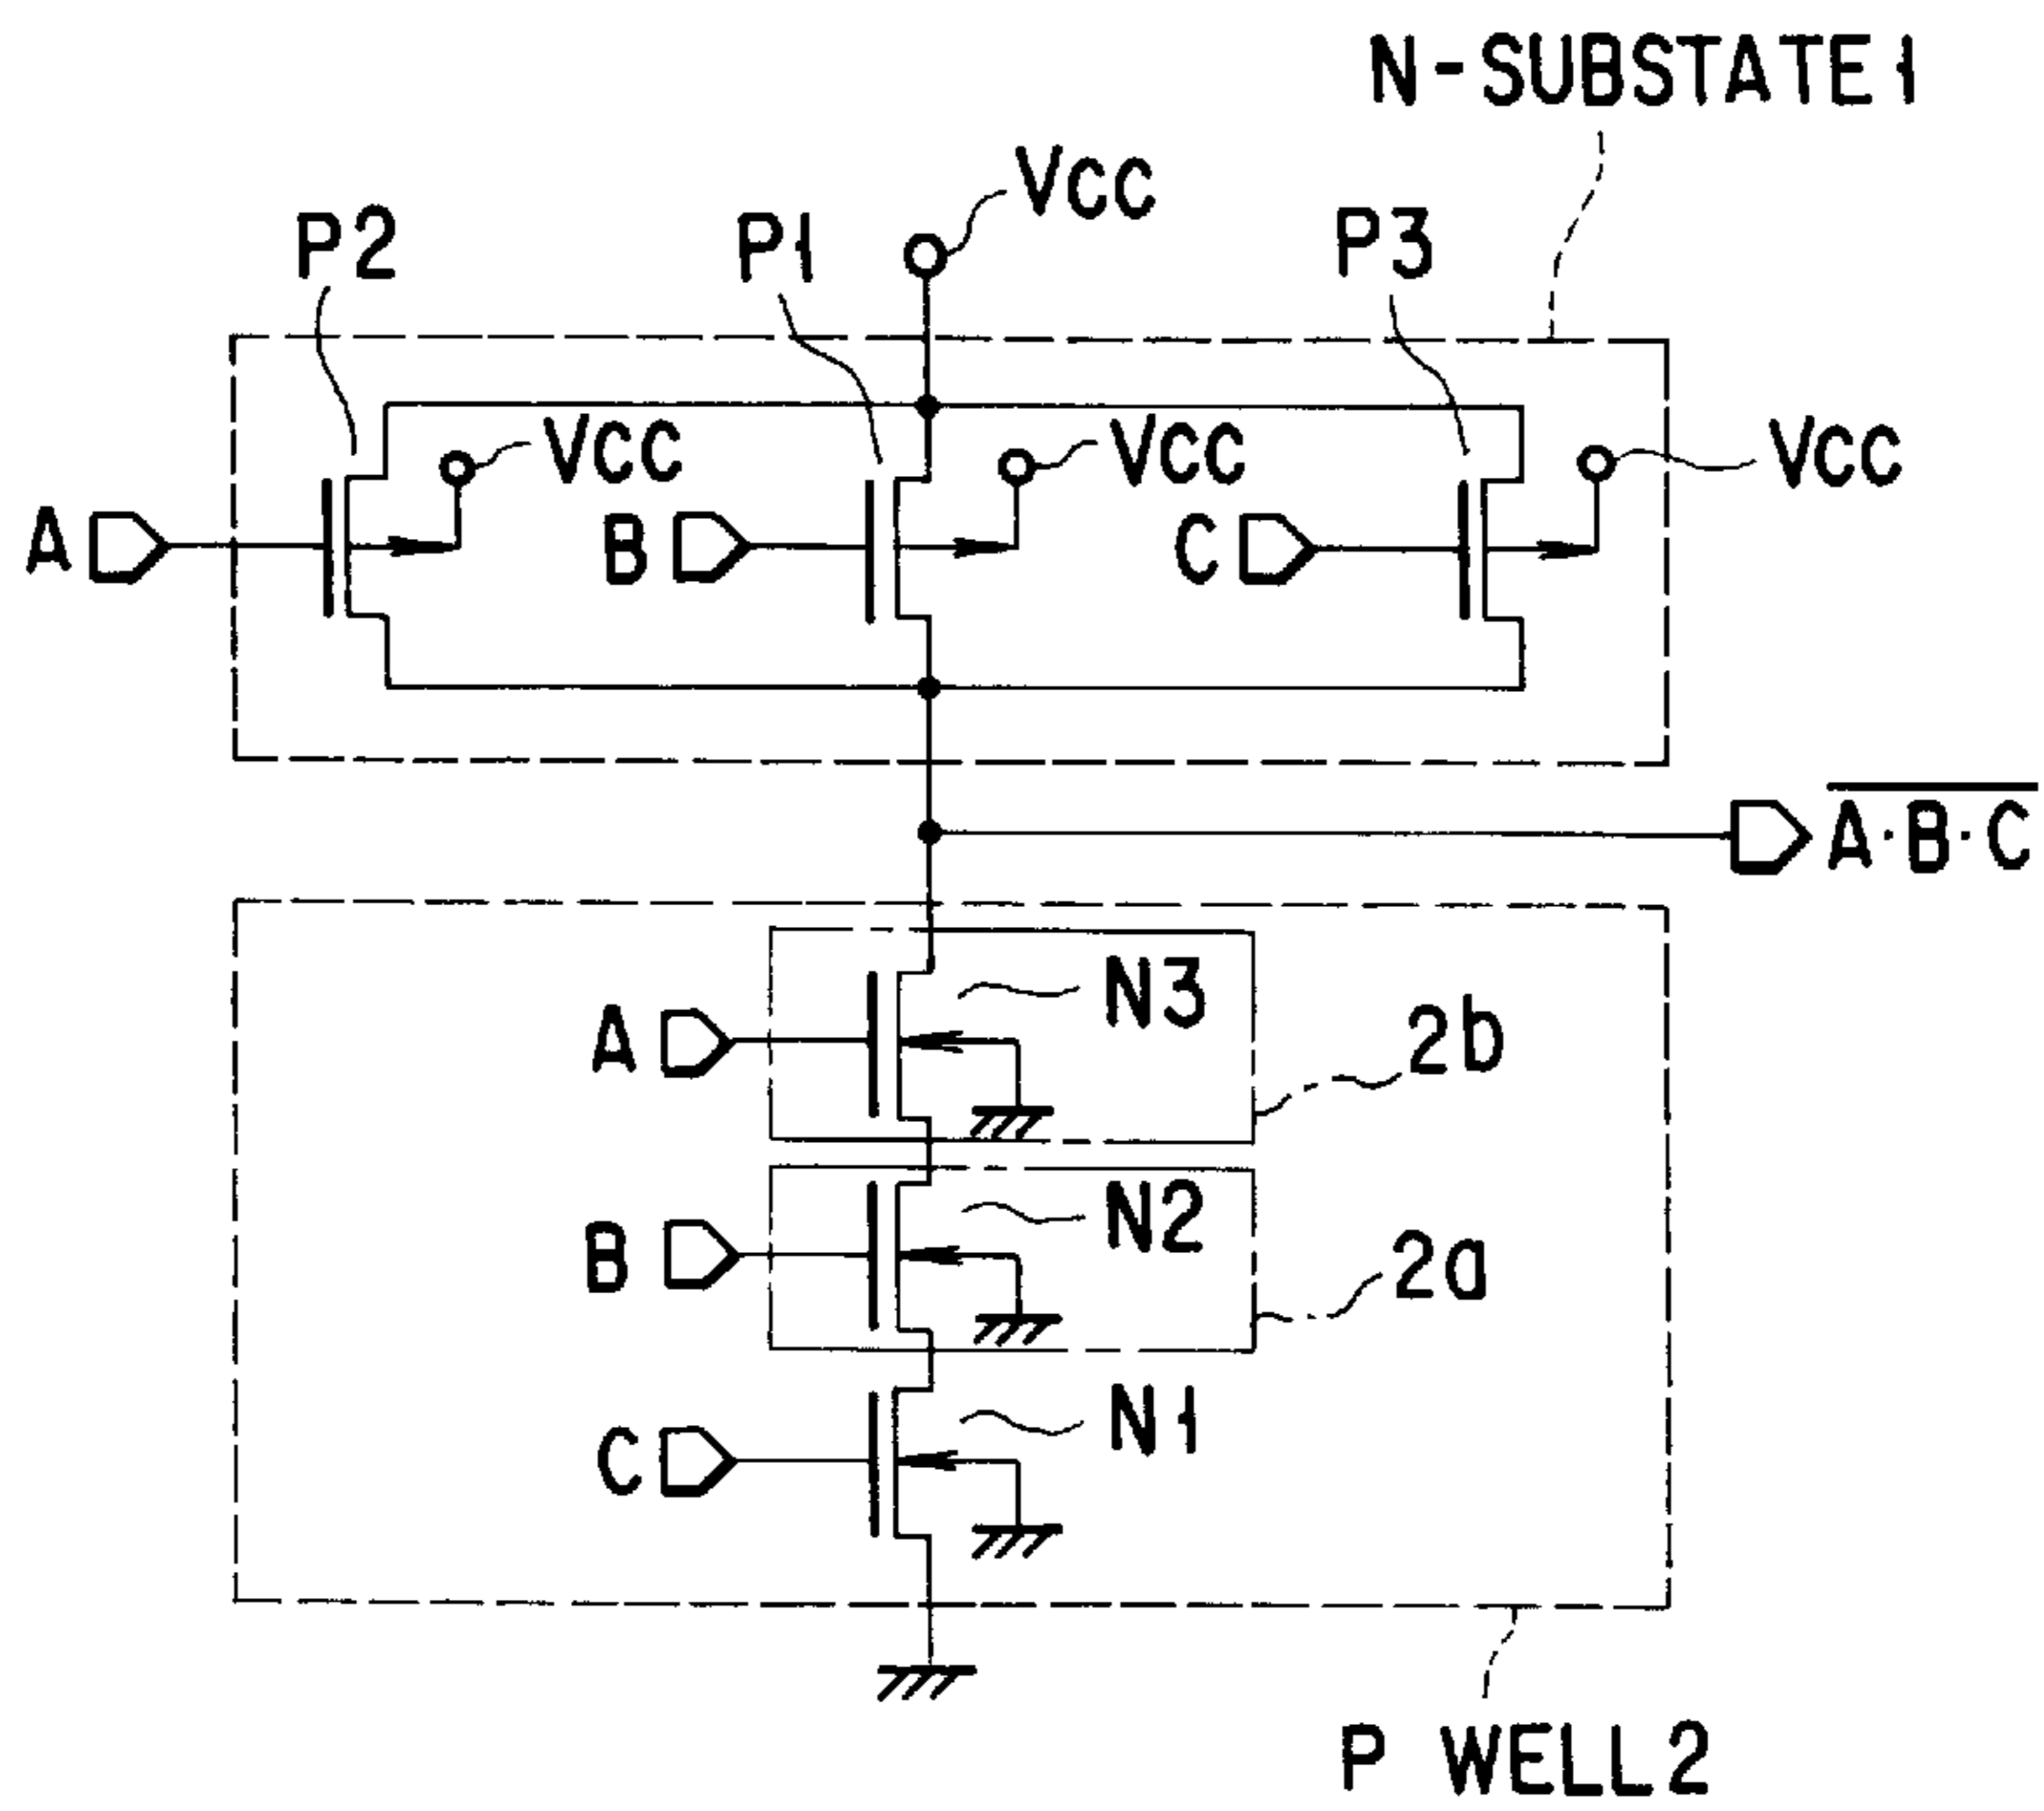 N-SUBSTATE 1
VCC
P2 P1 P3
VCC VCC VCC
A B C
A·B·C
N3
A 2b
N2
B 2a
N1
C
P WELL 2